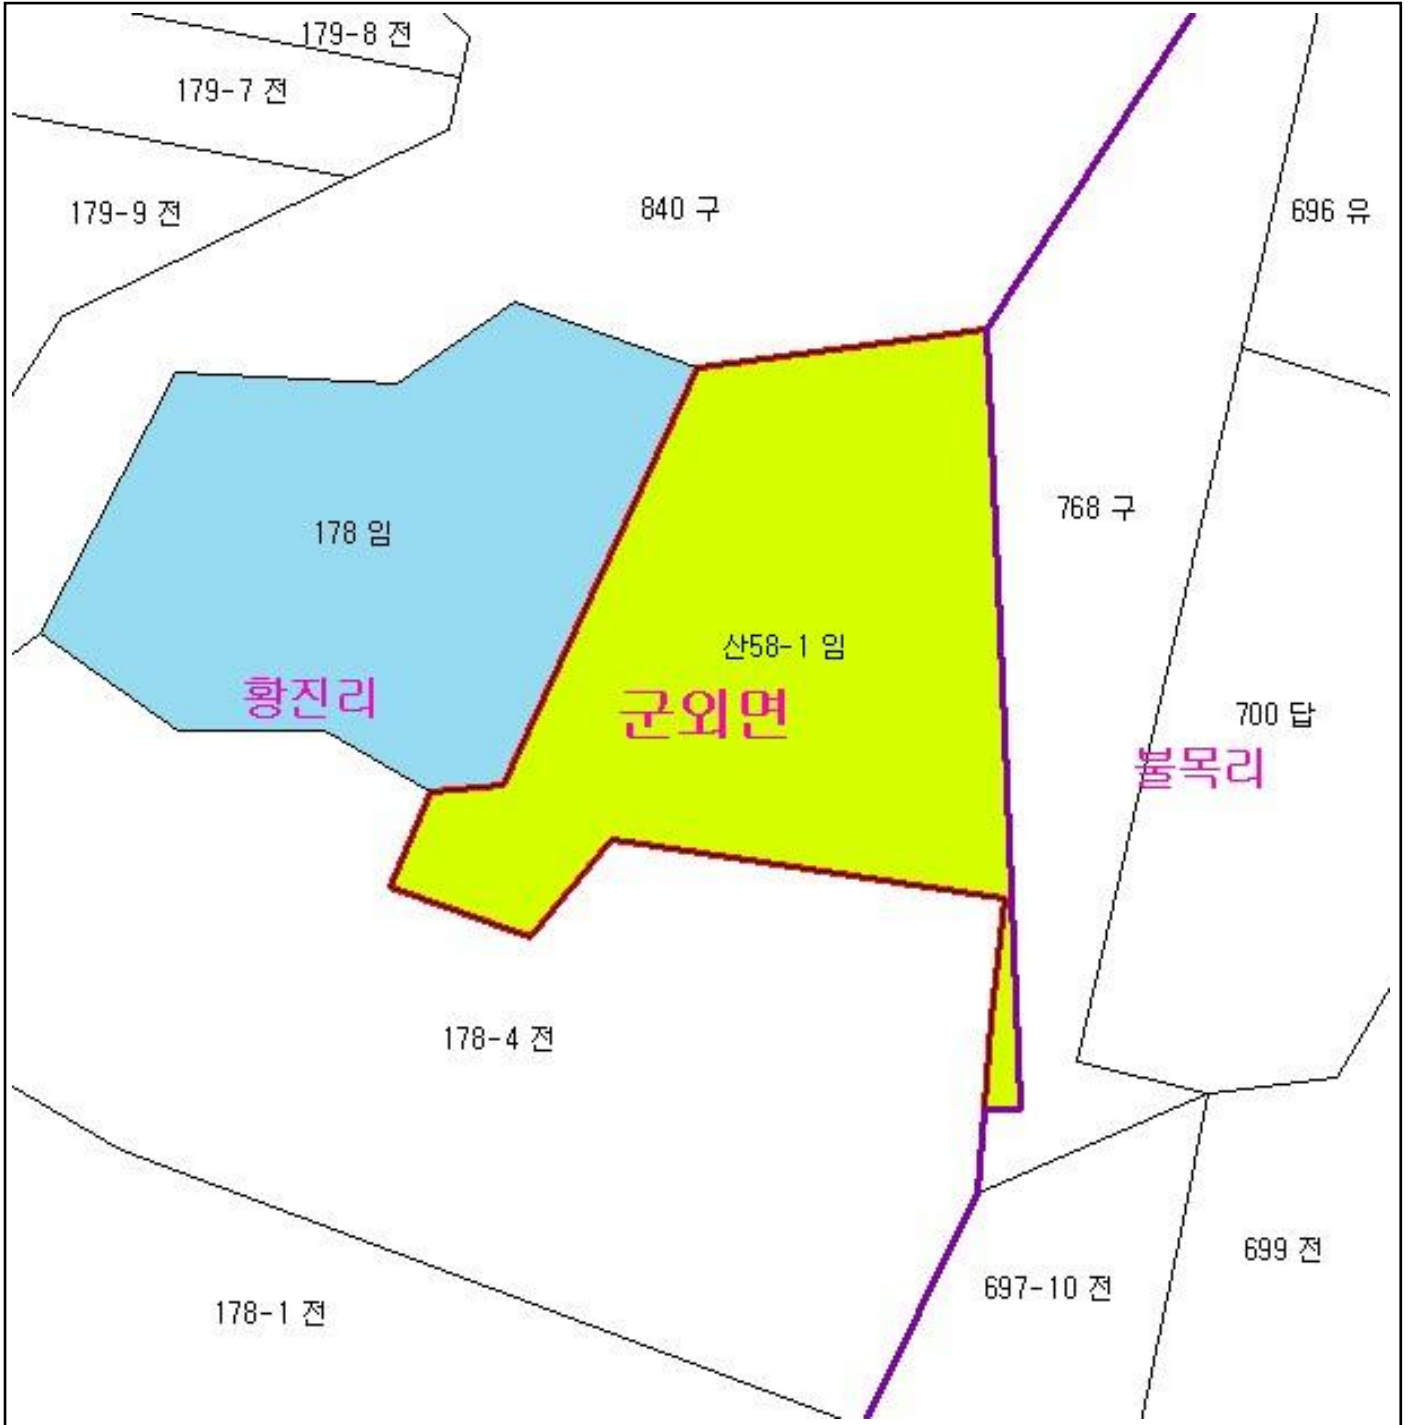 179-8 전
179-7 전
179-9 전
840 구
696 유
768 구
178 임
산58-1 임
황진리
군외면
700 답
불목리
178-4 전
699 전
697-10 전
178-1 전